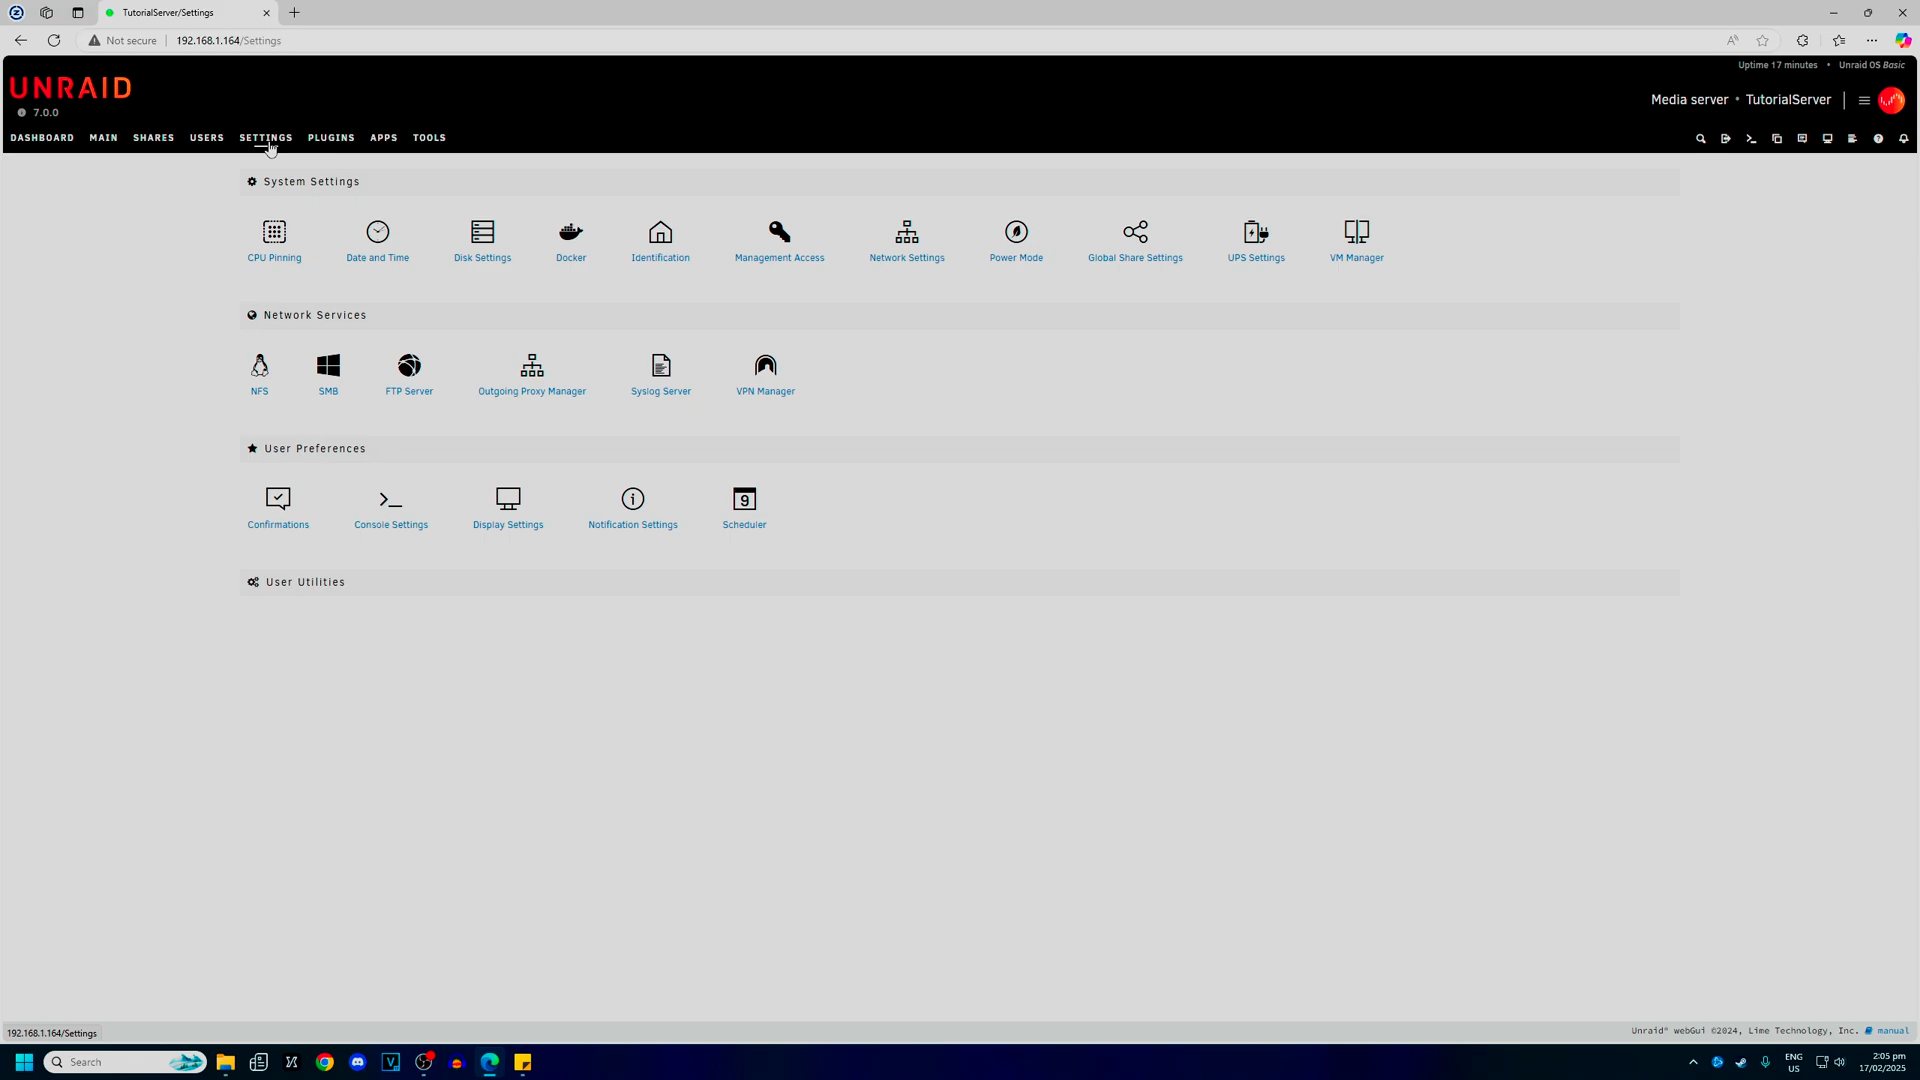 TutorialServer/Settings
Not secure 192.168.1.164/Settings
Uptime 17 minutes • Unraid OS Basic
UNRAID
7.0.0
Media server • TutorialServer
DASHBOARD MAIN SHARES USERS SETTINGS PLUGINS APPS TOOLS
System Settings
CPU Pinning Date and Time Disk Settings Docker Identification Management Access Network Settings Power Mode Global Share Settings UPS Settings VM Manager
Network Services
NFS SMB FTP Server Outgoing Proxy Manager Syslog Server VPN Manager
User Preferences
9
Confirmations Console Settings Display Settings Notification Settings Scheduler
User Utilities
192.168.1.164/Settings
Unraid® webGui ©2024, Lime Technology, Inc. manual
Search
ENG
US
2:05 pm
17/02/2025